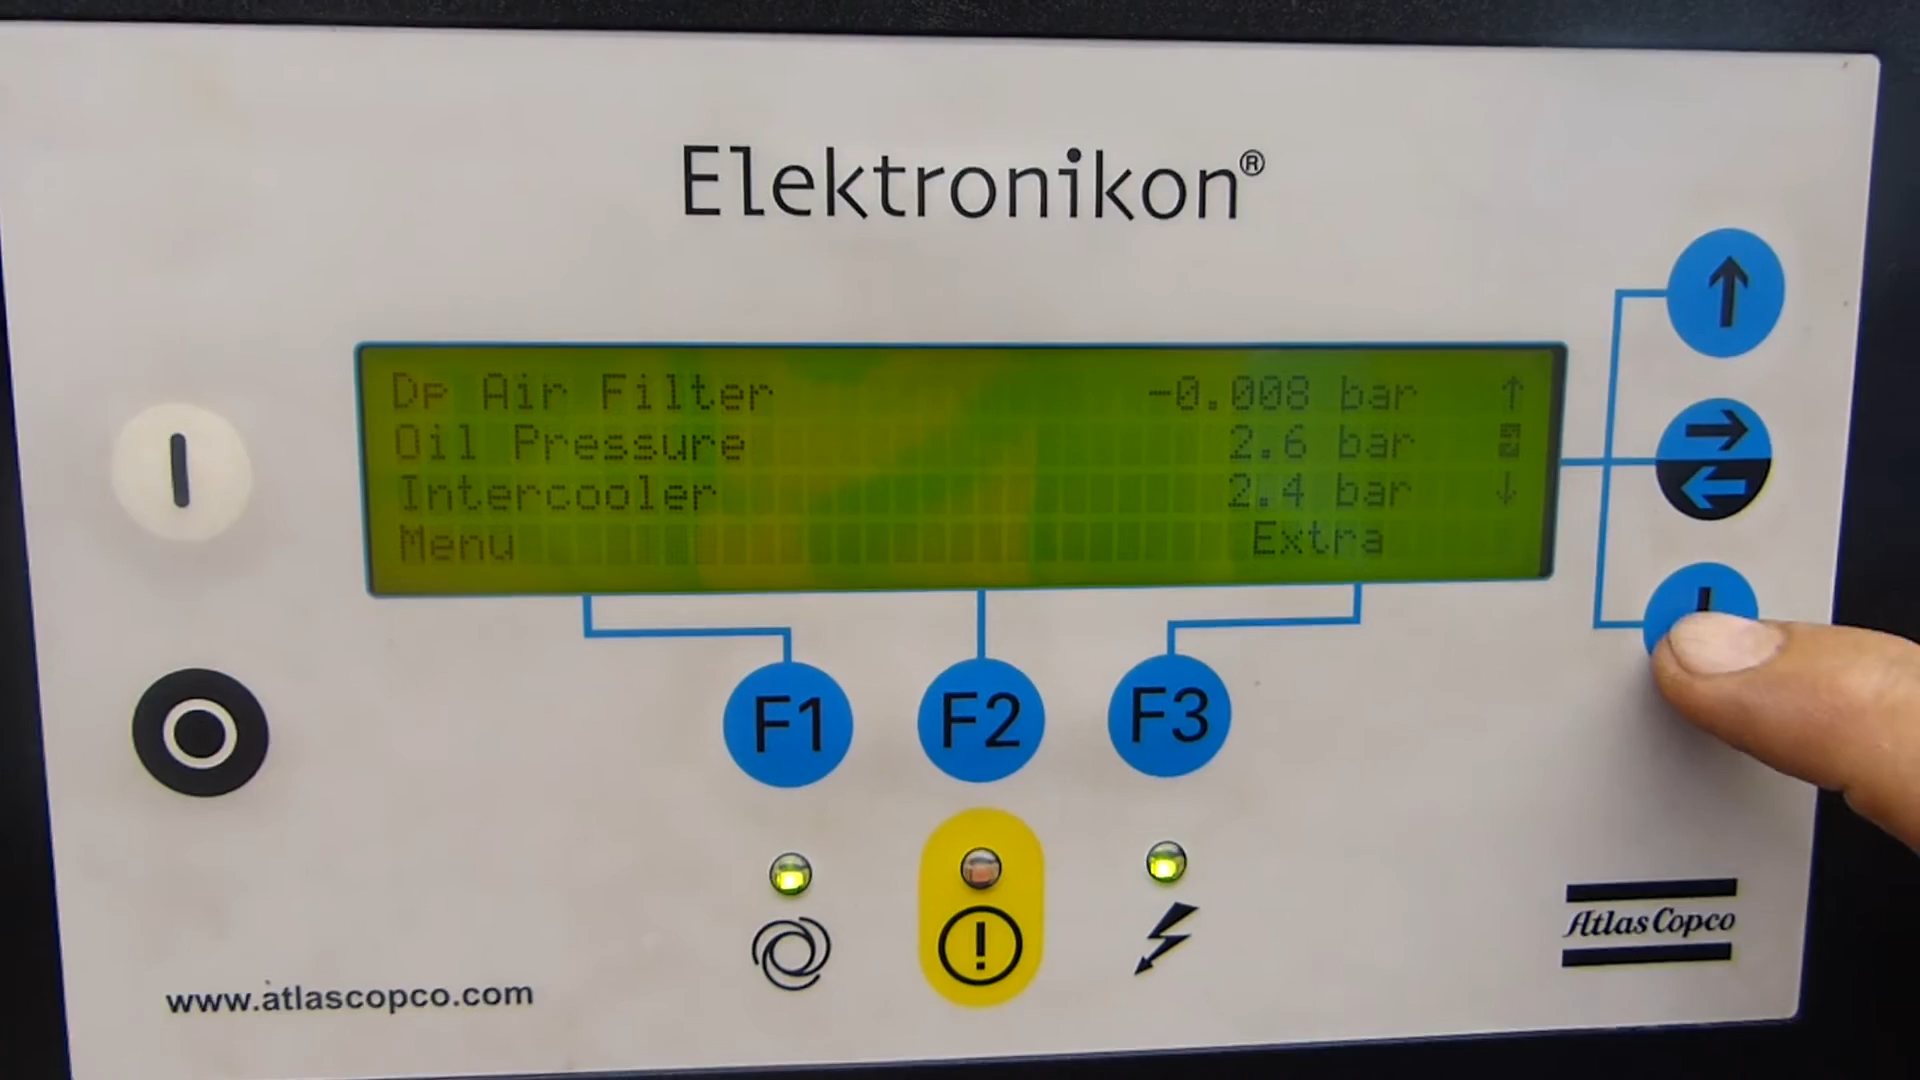 Elektronikon®
Dp Air Filter -0.008 bar ↑
Oil Pressure 2.6 bar
Intercooler 2.4 bar ↓
Menu Extra
F1 F2 F3
Atlas Copco
www.atlascopco.com